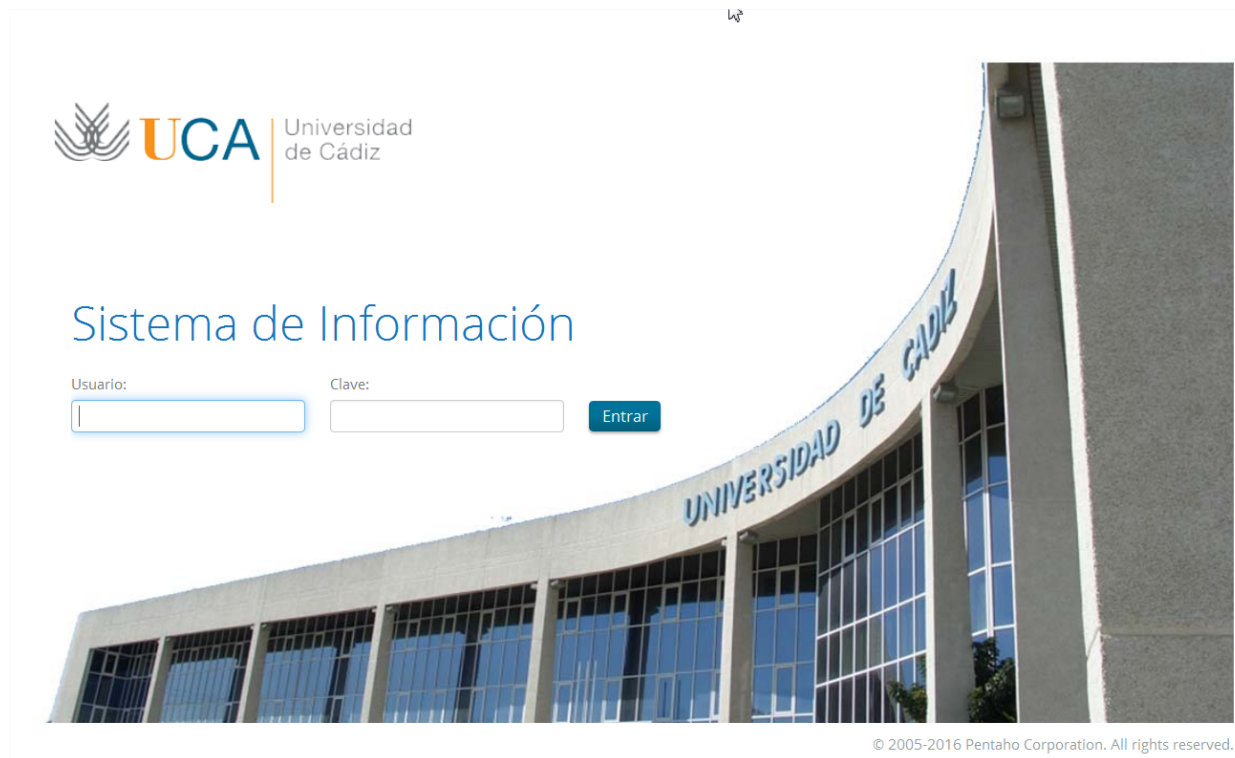 UCA
Universidad
de Cádiz
Sistema de Información
Usuario:
Clave:
Entrar
UNIVERSIDAD DE CADIZ
© 2005-2016 Pentaho Corporation. All rights reserved.